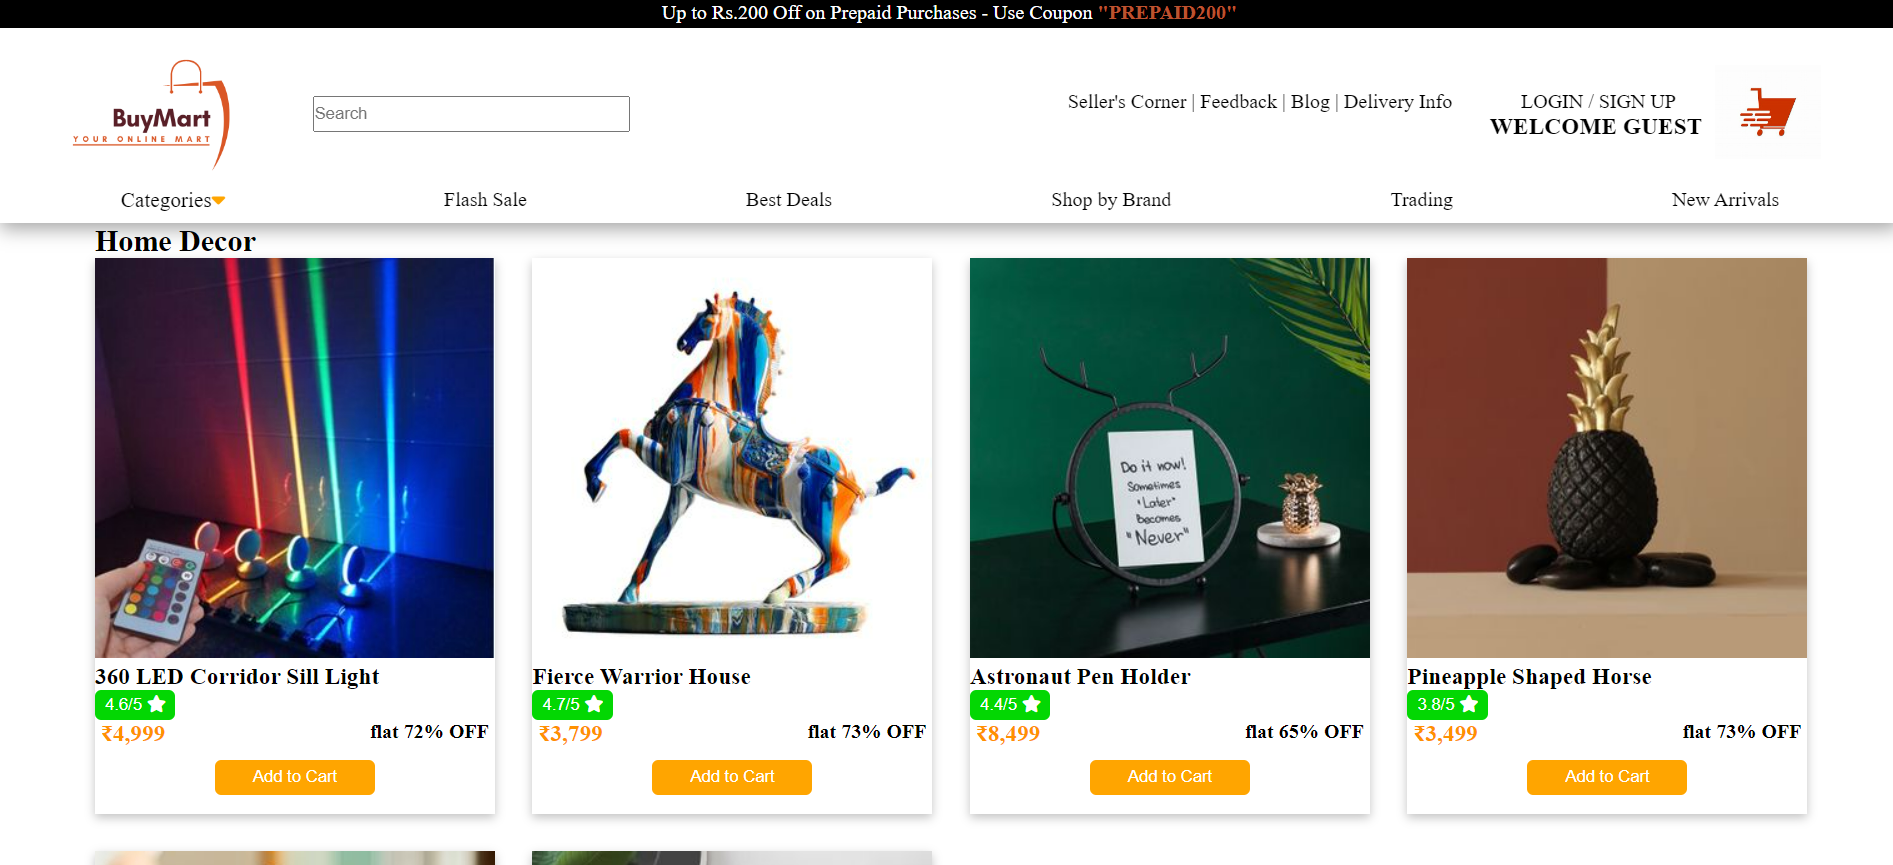 Up to Rs.200 Off on Prepaid Purchases - Use Coupon "PREPAID200"
BuyMart
YOUR ONLINE MART
Search
Seller's Corner | Feedback | Blog | Delivery Info
LOGIN / SIGN UP
WELCOME GUEST
Categories
Flash Sale
Best Deals
Shop by Brand
Trading
New Arrivals
Home Decor
360 LED Corridor Sill Light
4.6/5
₹4,999
flat 72% OFF
Add to Cart
Fierce Warrior House
4.7/5
₹3,799
flat 73% OFF
Add to Cart
Do it now!
Sometimes
"Later"
becomes
"Never"
Astronaut Pen Holder
4.4/5
₹8,499
flat 65% OFF
Add to Cart
Pineapple Shaped Horse
3.8/5
₹3,499
flat 73% OFF
Add to Cart